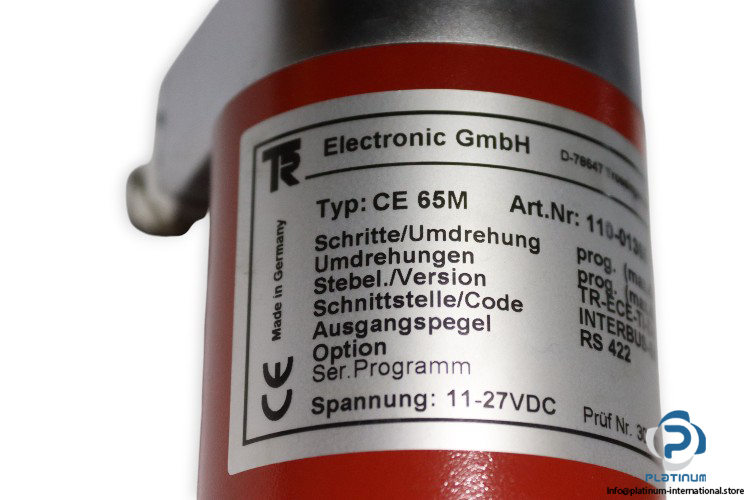 TR Electronic GmbH
Typ: CE 65M Art.Nr:
Schritte/Umdrehung prog.
Umdrehungen prog.
Stebel./Version
Schnittstelle/Code
Ausgangspegel RS 422
Option
Ser.Programm
Spannung: 11-27VDC Prüf Nr.
Made in Germany
CE
PLATINUM
Info@platinum-international.store